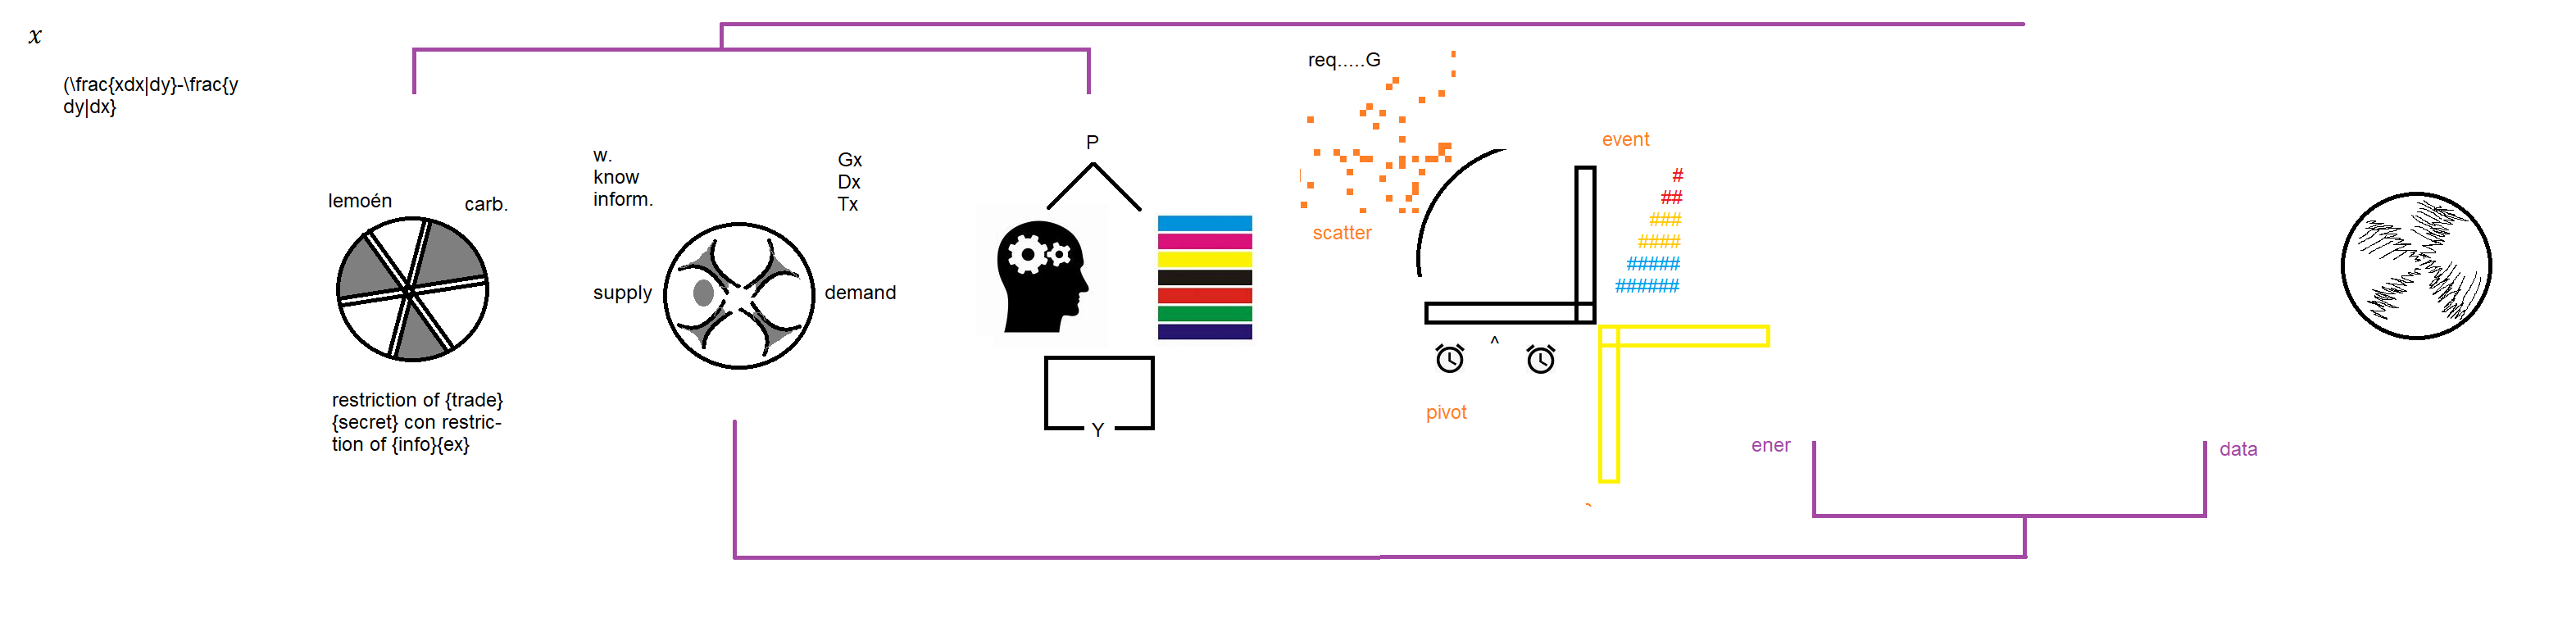 x
(\frac{xdx|dy}-\frac{y
dy|dx}
lemoén
carb.
restriction of {trade}
{secret} con restric-
tion of {info}{ex}
w.
know
inform.
Gx
Dx
Tx
supply
demand
P
Y
req.....G
scatter
event
#
##
###
####
#####
######
^
pivot
ener
data